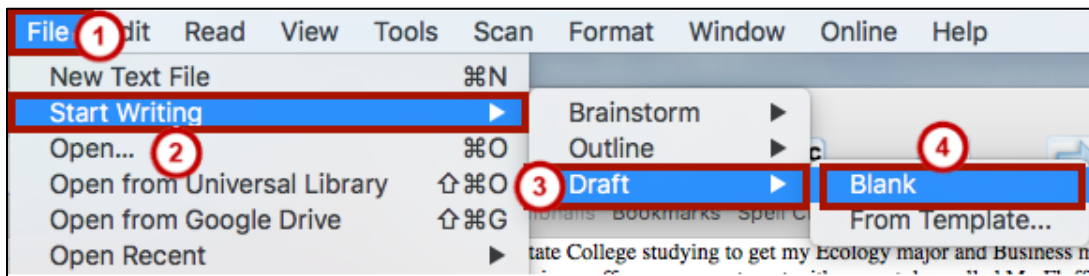 File 1 dit Read View Tools Scan Format Window Online Help
New Text File ⌘N
Start Writing ▶
2
Open... ⌘O
Open from Universal Library ⇧⌘O
Open from Google Drive ⇧⌘G
Open Recent ▶
Brainstorm ▶
Outline ▶
3 Draft ▶
Bookmarks Spell C
4
Blank
From Template...
tate College studying to get my Ecology major and Business